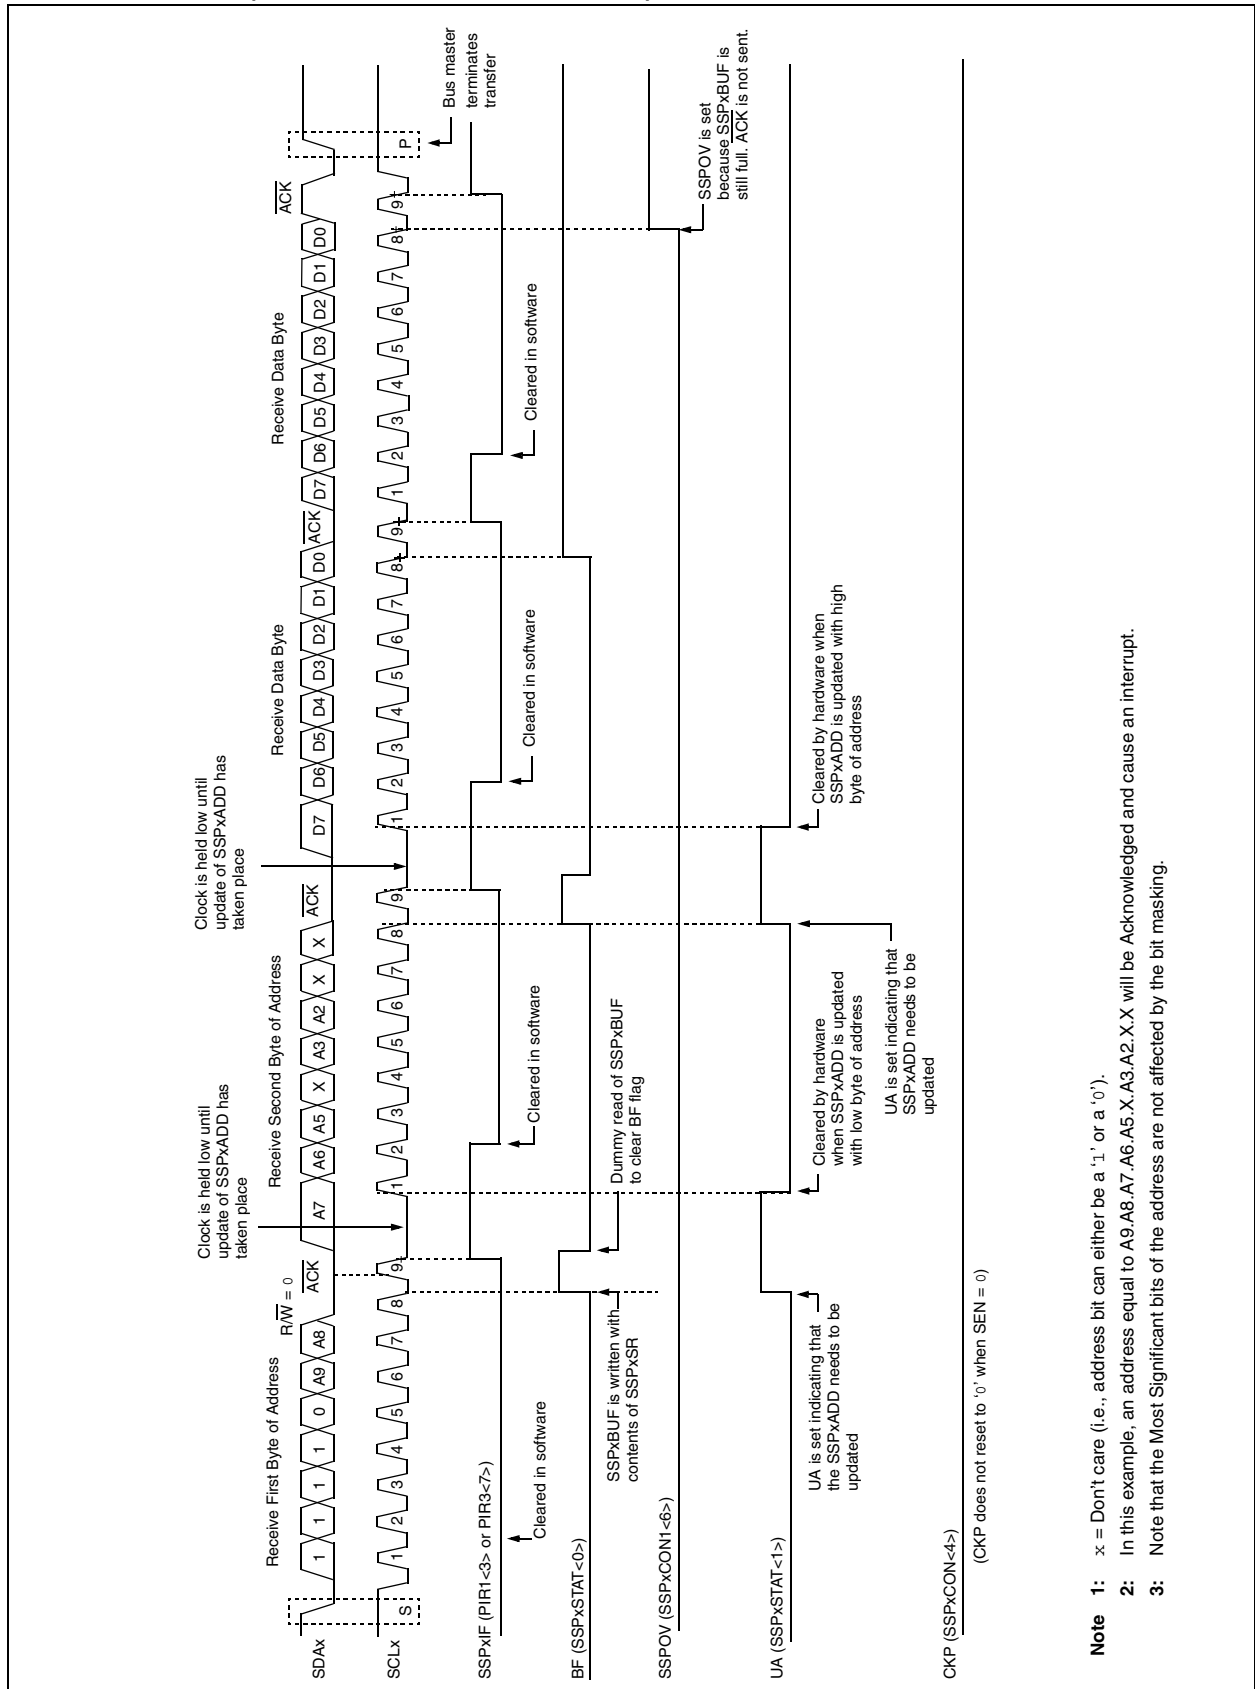 Receive First Byte of Address
R/W = 0
Clock is held low until
update of SSPxADD has
taken place
Receive Second Byte of Address
Clock is held low until
update of SSPxADD has
taken place
Receive Data Byte
Receive Data Byte
SDAx
1 1 1 1 0 A9 A8 ACK A7 A6 A5 X A3 A2 X X ACK D7 D6 D5 D4 D3 D2 D1 D0 ACK D7 D6 D5 D4 D3 D2 D1 D0 ACK
SCLx
S 1 2 3 4 5 6 7 8 9 1 2 3 4 5 6 7 8 9 1 2 3 4 5 6 7 8 9 1 2 3 4 5 6 7 8 9 P
Bus master
terminates
transfer
SSPxIF (PIR1<3> or PIR3<7>)
Cleared in software
Cleared in software
Cleared in software
Cleared in software
BF (SSPxSTAT<0>)
SSPxBUF is written with
contents of SSPxSR
Dummy read of SSPxBUF
to clear BF flag
SSPOV (SSPxCON1<6>)
SSPOV is set
because SSPxBUF is
still full. ACK is not sent.
UA (SSPxSTAT<1>)
UA is set indicating that
the SSPxADD needs to be
updated
Cleared by hardware
when SSPxADD is updated
with low byte of address
UA is set indicating that
SSPxADD needs to be
updated
Cleared by hardware when
SSPxADD is updated with high
byte of address
CKP (SSPxCON<4>)
(CKP does not reset to ‘0’ when SEN = 0)
Note 1: x = Don’t care (i.e., address bit can either be a ‘1’ or a ‘0’).
2: In this example, an address equal to A9.A8.A7.A6.A5.X.A3.A2.X.X will be Acknowledged and cause an interrupt.
3: Note that the Most Significant bits of the address are not affected by the bit masking.